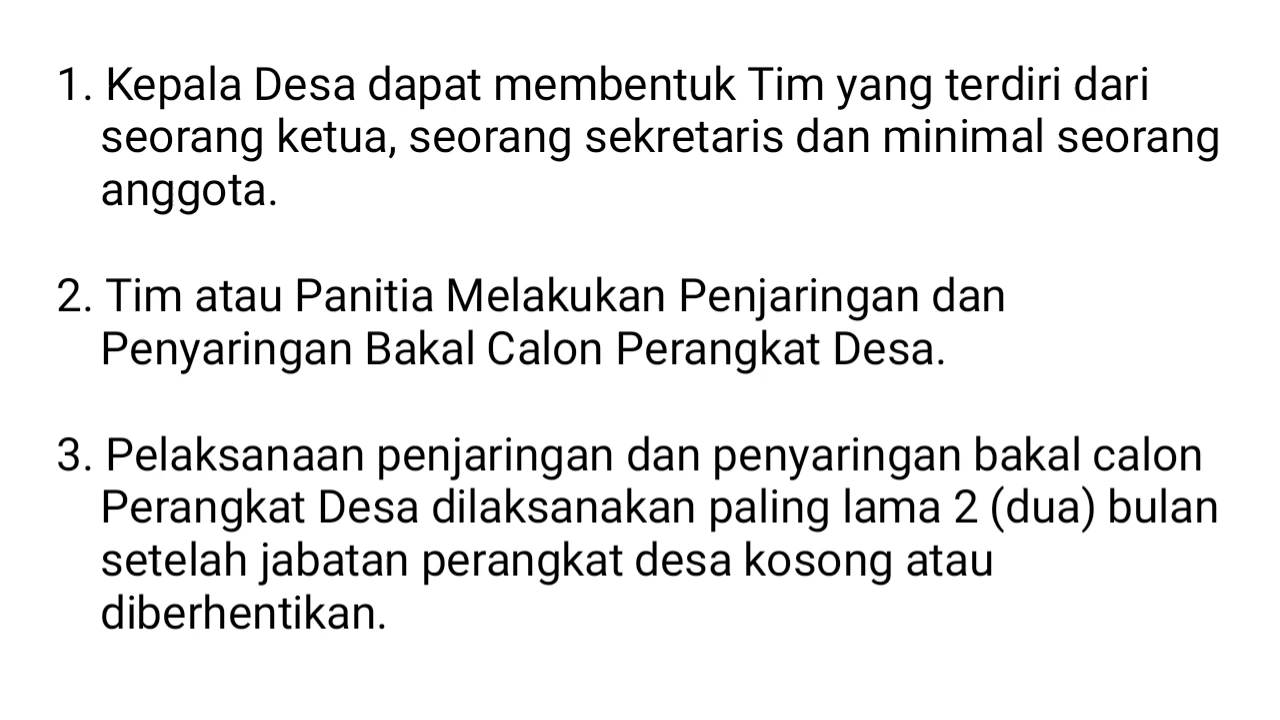 1. Kepala Desa dapat membentuk Tim yang terdiri dari
seorang ketua, seorang sekretaris dan minimal seorang
anggota.
2. Tim atau Panitia Melakukan Penjaringan dan
Penyaringan Bakal Calon Perangkat Desa.
3. Pelaksanaan penjaringan dan penyaringan bakal calon
Perangkat Desa dilaksanakan paling lama 2 (dua) bulan
setelah jabatan perangkat desa kosong atau
diberhentikan.